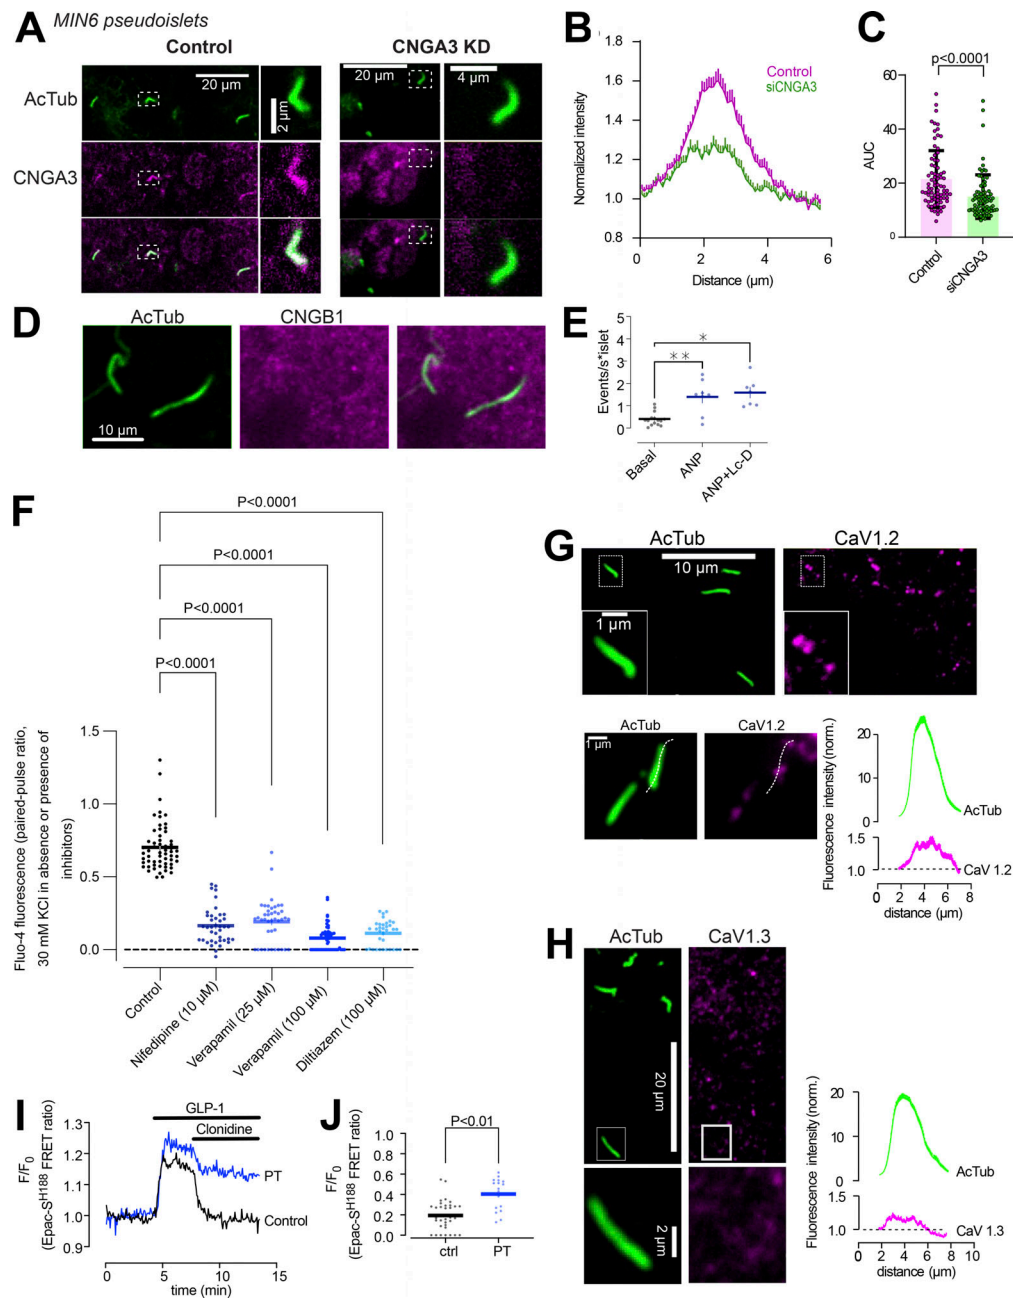 A MIN6 pseudoislets
Control
CNGA3 KD
20 µm
20 µm
4 µm
AcTub
2 µm
CNGA3
B
Control
siCNGA3
Normalized intensity
1.8
1.6
1.4
1.2
1.0
0.8
0 2 4 6
Distance (µm)
C
p<0.0001
AUC
60
40
20
0
Control
siCNGA3
D
AcTub
CNGB1
10 µm
E
Events/s*islet
5
4
3
2
1
0
*
**
Basal
ANP
ANP+Lc-D
F
P<0.0001
P<0.0001
P<0.0001
P<0.0001
Fluo-4 fluorescence (paired-pulse ratio,
30 mM KCl in absence or presence of
inhibitors)
1.5
1.0
0.5
0.0
Control
Nifedipine (10 µM)
Verapamil (25 µM)
Verapamil (100 µM)
Diltiazem (100 µM)
G
AcTub
CaV1.2
10 µm
1 µm
AcTub
CaV1.2
1 µm
Fluorescence intensity (norm.)
20
10
0
AcTub
1.5
1.0
CaV 1.2
0 2 4 6 8
distance (µm)
H
AcTub
CaV1.3
20 µm
2 µm
Fluorescence intensity (norm.)
20
10
0
AcTub
1.5
1.0
CaV 1.3
0 2 4 6 8 10
distance (µm)
I
GLP-1
Clonidine
F/F0
(Epac-SH188 FRET ratio)
1.3
1.2
1.1
1.0
0.9
PT
Control
0 5 10 15
time (min)
J
P<0.01
F/F0
(Epac-SH188 FRET ratio)
1.0
0.8
0.6
0.4
0.2
0.0
ctrl
PT